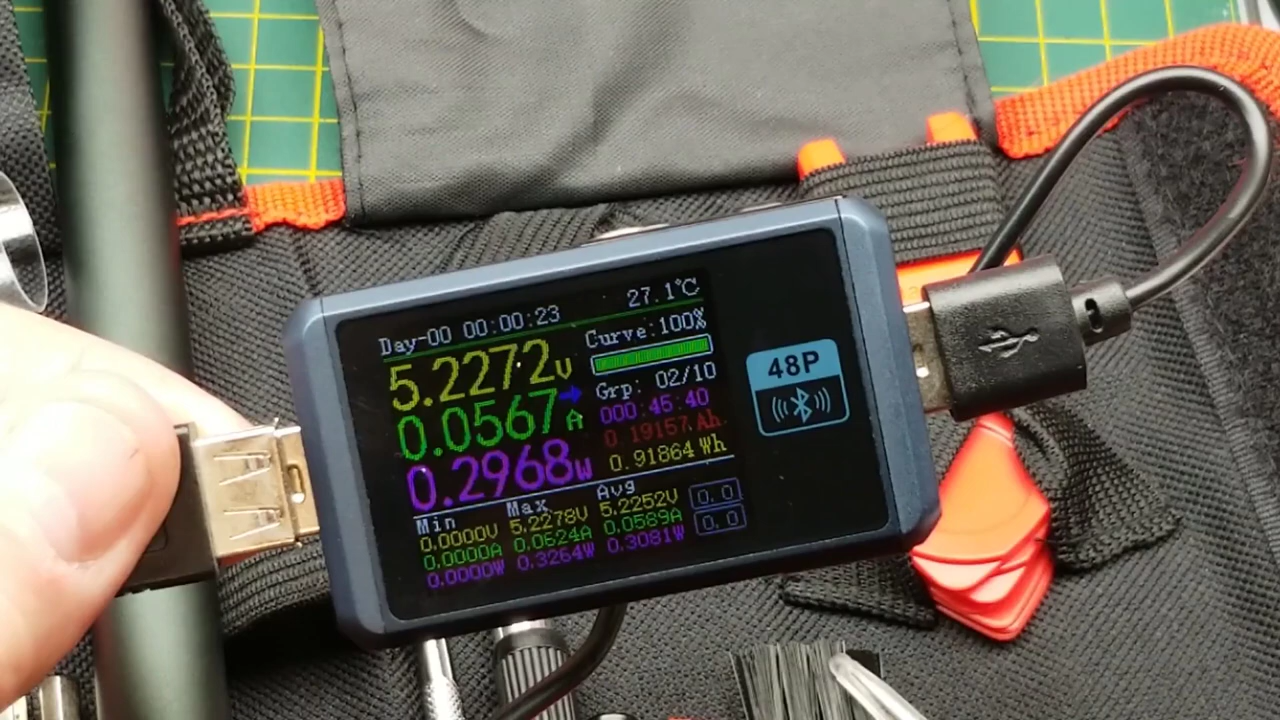 Day-00 00:00:23 27.1℃
5.2272V
0.0567A
0.2968W
Curve:100%
Grp: 02/10
000:45:40
0.19157Ah
0.91864Wh
Min Max Avg
0.0000V 5.2278V 5.2252V
0.0000A 0.0624A 0.0589A
0.0000W 0.3264W 0.3081W
0.0
0.0
48P